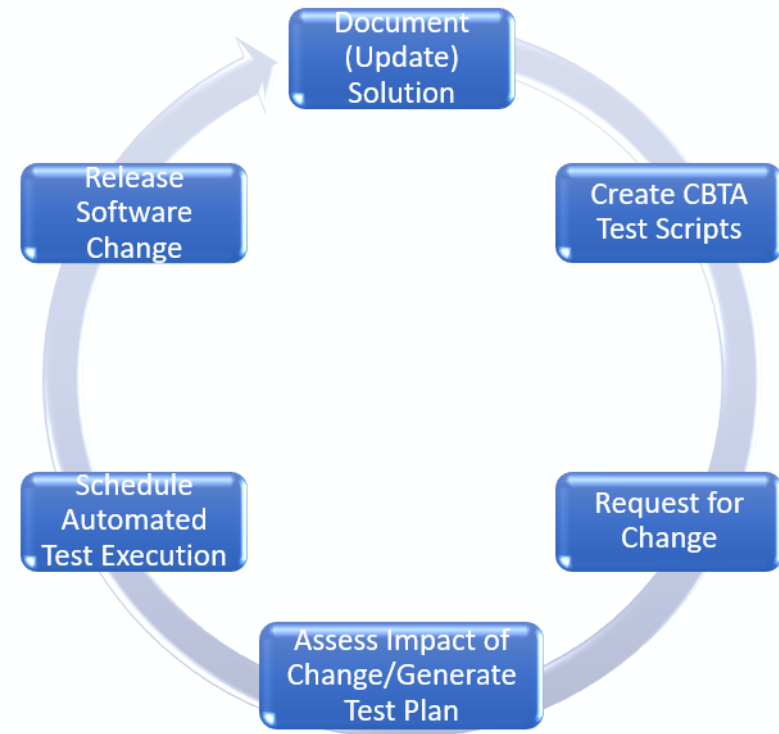 Document
(Update)
Solution
Create CBTA
Test Scripts
Request for
Change
Assess Impact of
Change/Generate
Test Plan
Schedule
Automated
Test Execution
Release
Software
Change